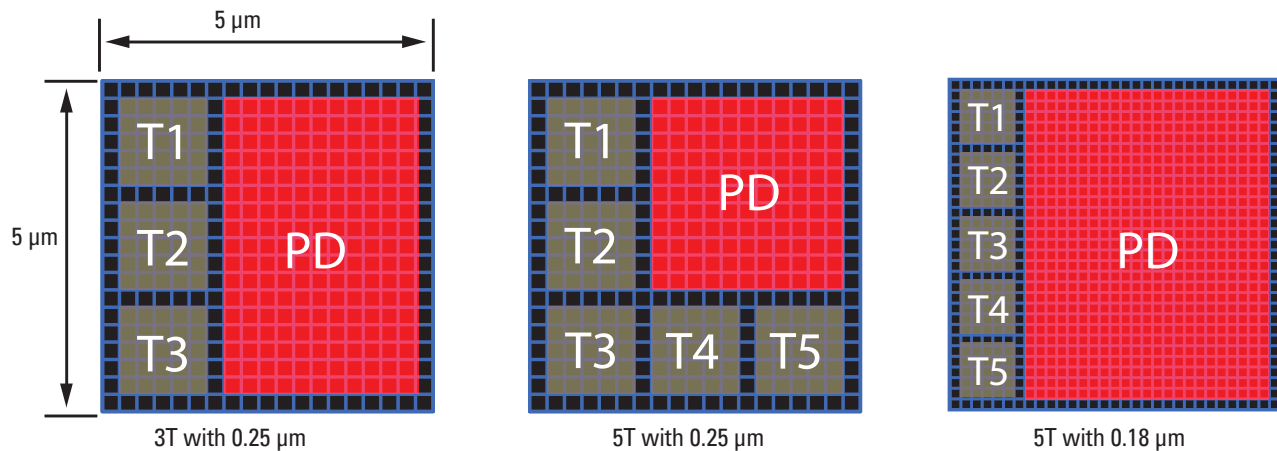 5 µm
5 µm
T1
T2
T3
PD
3T with 0.25 µm
T1
T2
T3
T4
T5
PD
5T with 0.25 µm
T1
T2
T3
T4
T5
PD
5T with 0.18 µm